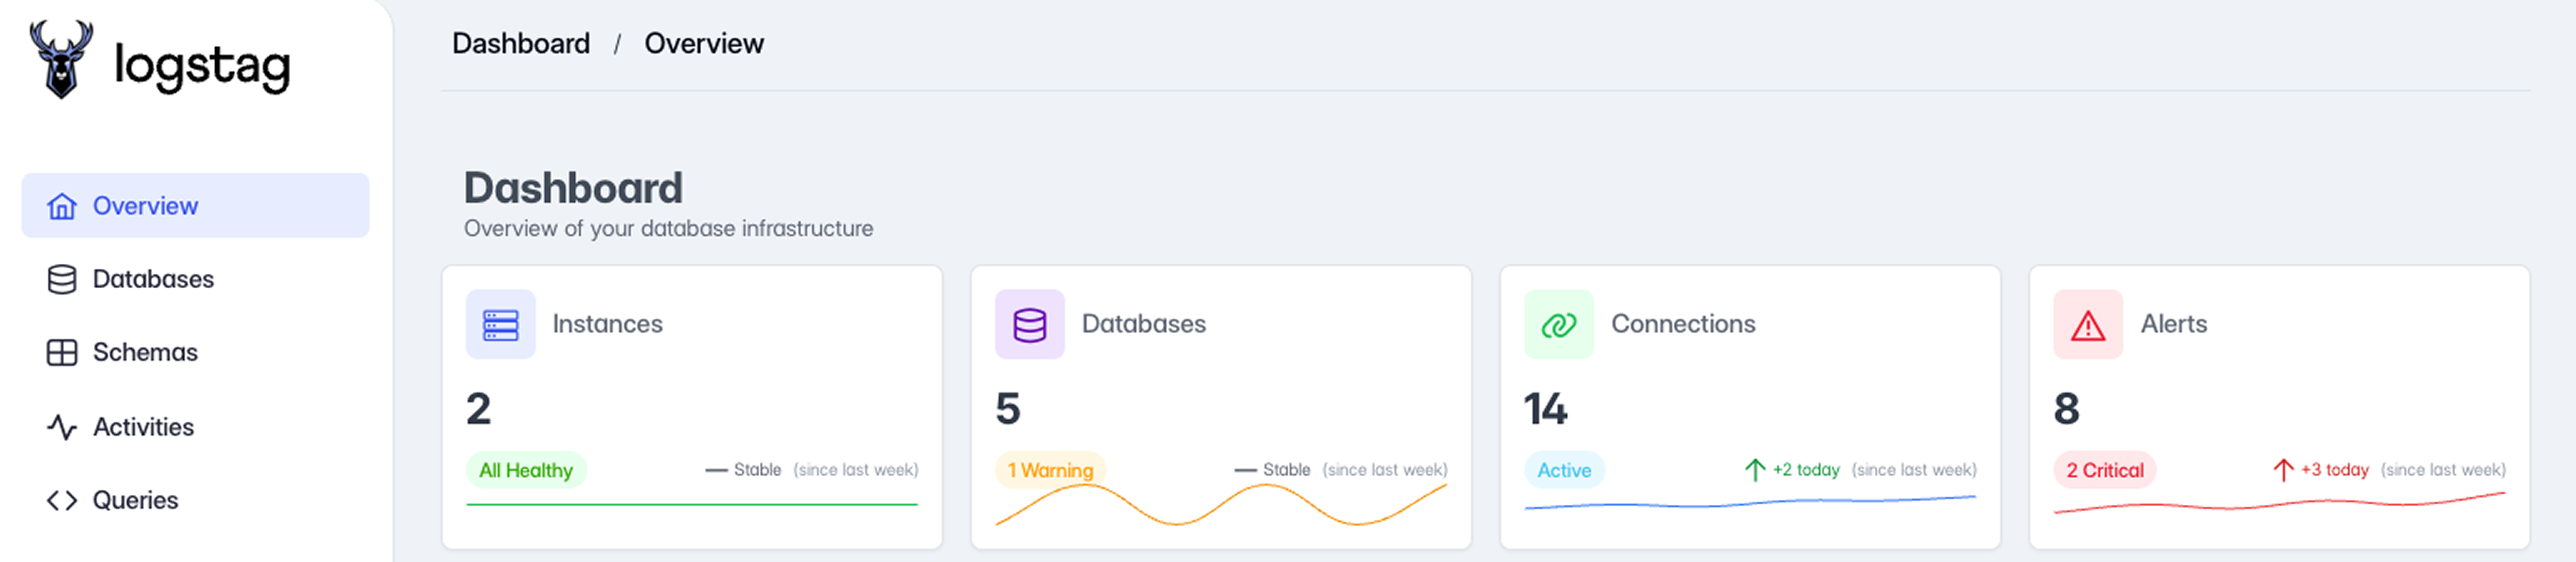 logstag
Dashboard / Overview
Overview
Databases
Schemas
Activities
Queries
Dashboard
Overview of your database infrastructure
Instances
2
All Healthy — Stable (since last week)
Databases
5
1 Warning — Stable (since last week)
Connections
14
Active ↑ +2 today (since last week)
Alerts
8
2 Critical ↑ +3 today (since last week)